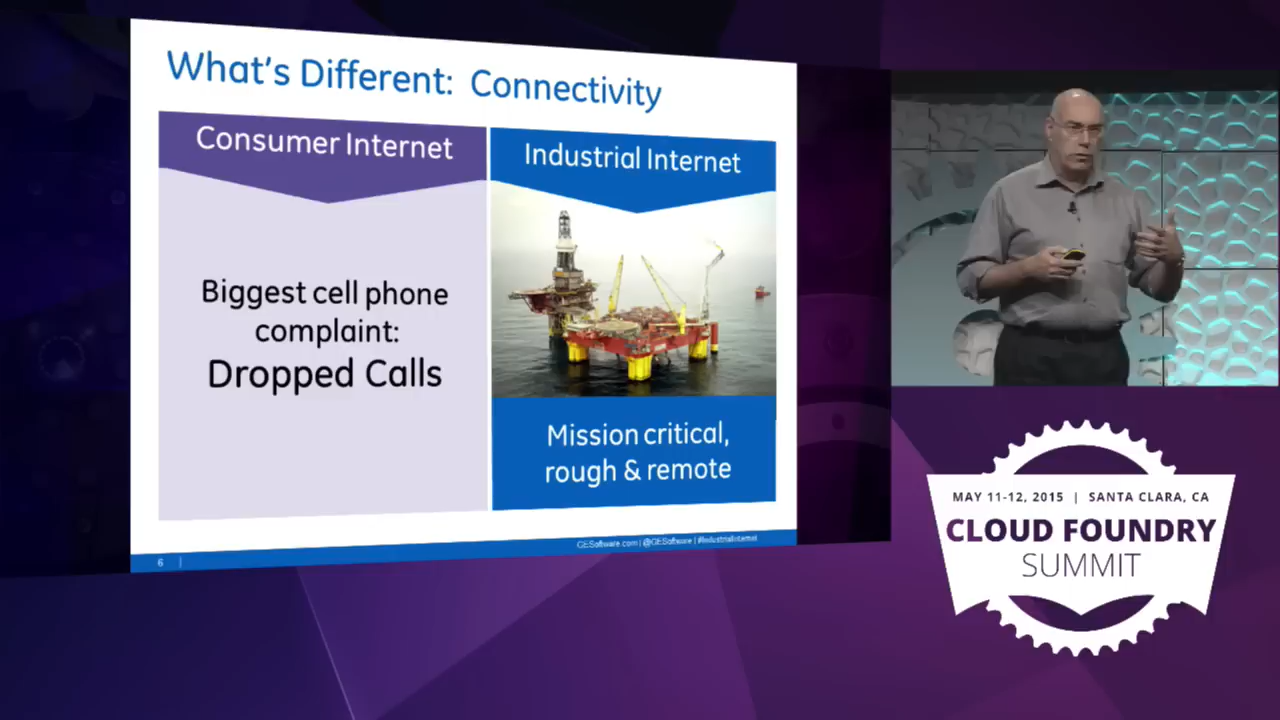 What's Different: Connectivity
Consumer Internet
Biggest cell phone
complaint:
Dropped Calls
Industrial Internet
Mission critical,
rough & remote
6
GESoftware.com | @GESoftware | #IndustrialInternet
MAY 11-12, 2015 | SANTA CLARA, CA
CLOUD FOUNDRY
SUMMIT